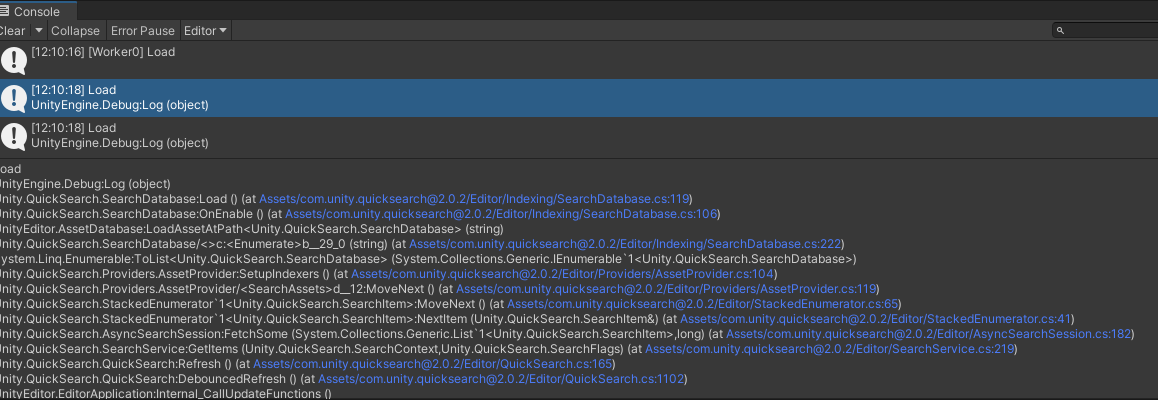 Console
Clear Collapse Error Pause Editor
[12:10:16] [Worker0] Load
[12:10:18] Load
UnityEngine.Debug:Log (object)
[12:10:18] Load
UnityEngine.Debug:Log (object)
oad
UnityEngine.Debug:Log (object)
Unity.QuickSearch.SearchDatabase:Load () (at Assets/com.unity.quicksearch@2.0.2/Editor/Indexing/SearchDatabase.cs:119)
Unity.QuickSearch.SearchDatabase:OnEnable () (at Assets/com.unity.quicksearch@2.0.2/Editor/Indexing/SearchDatabase.cs:106)
UnityEditor.AssetDatabase:LoadAssetAtPath<Unity.QuickSearch.SearchDatabase> (string)
Unity.QuickSearch.SearchDatabase/<>c:<Enumerate>b__29_0 (string) (at Assets/com.unity.quicksearch@2.0.2/Editor/Indexing/SearchDatabase.cs:222)
System.Linq.Enumerable:ToList<Unity.QuickSearch.SearchDatabase> (System.Collections.Generic.IEnumerable`1<Unity.QuickSearch.SearchDatabase>)
Unity.QuickSearch.Providers.AssetProvider:SetupIndexers () (at Assets/com.unity.quicksearch@2.0.2/Editor/Providers/AssetProvider.cs:104)
Unity.QuickSearch.Providers.AssetProvider/<SearchAssets>d__12:MoveNext () (at Assets/com.unity.quicksearch@2.0.2/Editor/Providers/AssetProvider.cs:119)
Unity.QuickSearch.StackedEnumerator`1<Unity.QuickSearch.SearchItem>:MoveNext () (at Assets/com.unity.quicksearch@2.0.2/Editor/StackedEnumerator.cs:65)
Unity.QuickSearch.StackedEnumerator`1<Unity.QuickSearch.SearchItem>:NextItem (Unity.QuickSearch.SearchItem&) (at Assets/com.unity.quicksearch@2.0.2/Editor/StackedEnumerator.cs:41)
Unity.QuickSearch.AsyncSearchSession:FetchSome (System.Collections.Generic.List`1<Unity.QuickSearch.SearchItem>,long) (at Assets/com.unity.quicksearch@2.0.2/Editor/AsyncSearchSession.cs:182)
Unity.QuickSearch.SearchService:GetItems (Unity.QuickSearch.SearchContext,Unity.QuickSearch.SearchFlags) (at Assets/com.unity.quicksearch@2.0.2/Editor/SearchService.cs:219)
Unity.QuickSearch.QuickSearch:Refresh () (at Assets/com.unity.quicksearch@2.0.2/Editor/QuickSearch.cs:165)
Unity.QuickSearch.QuickSearch:DebouncedRefresh () (at Assets/com.unity.quicksearch@2.0.2/Editor/QuickSearch.cs:1102)
UnityEditor.EditorApplication:Internal_CallUpdateFunctions ()